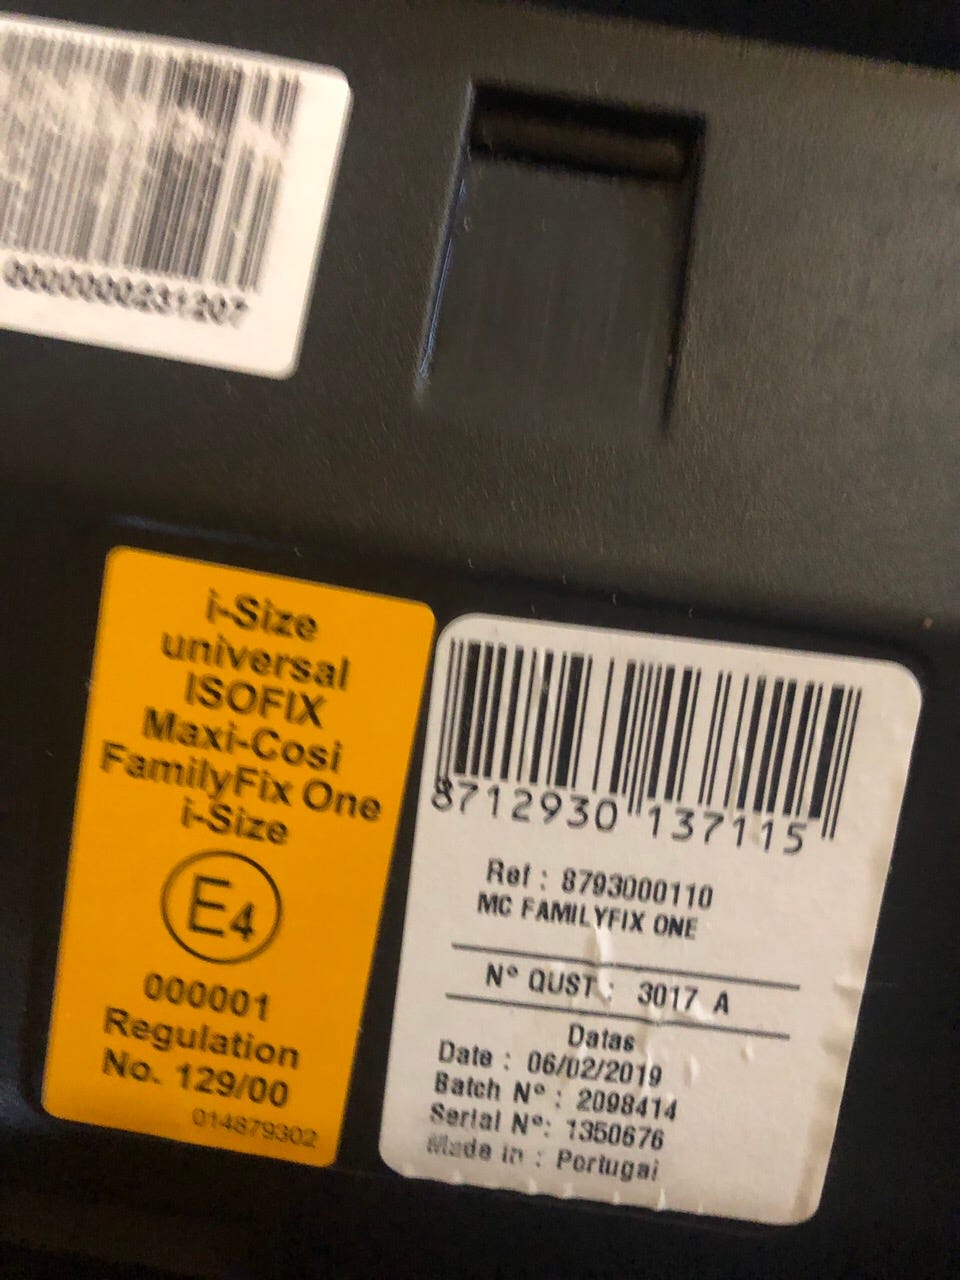 0000000231207
i-Size
universal
ISOFIX
Maxi-Cosi
FamilyFix One
i-Size
E4
000001
Regulation
No. 129/00
014879302
8712930 137115
Ref : 8793000110
MC FAMILYFIX ONE
N° QUST : 3017 A
Datas
Date : 06/02/2019
Batch N° : 2098414
Serial N°: 1350676
Made in : Portugal